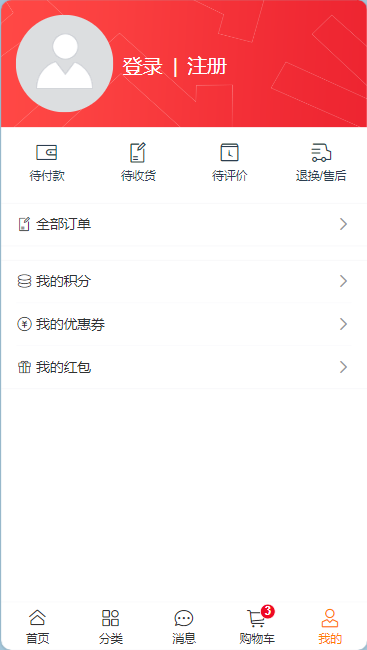 登录 | 注册
待付款 待收货 待评价 退换/售后
全部订单
我的积分
¥ 我的优惠券
我的红包
3
首页 分类 消息 购物车 我的